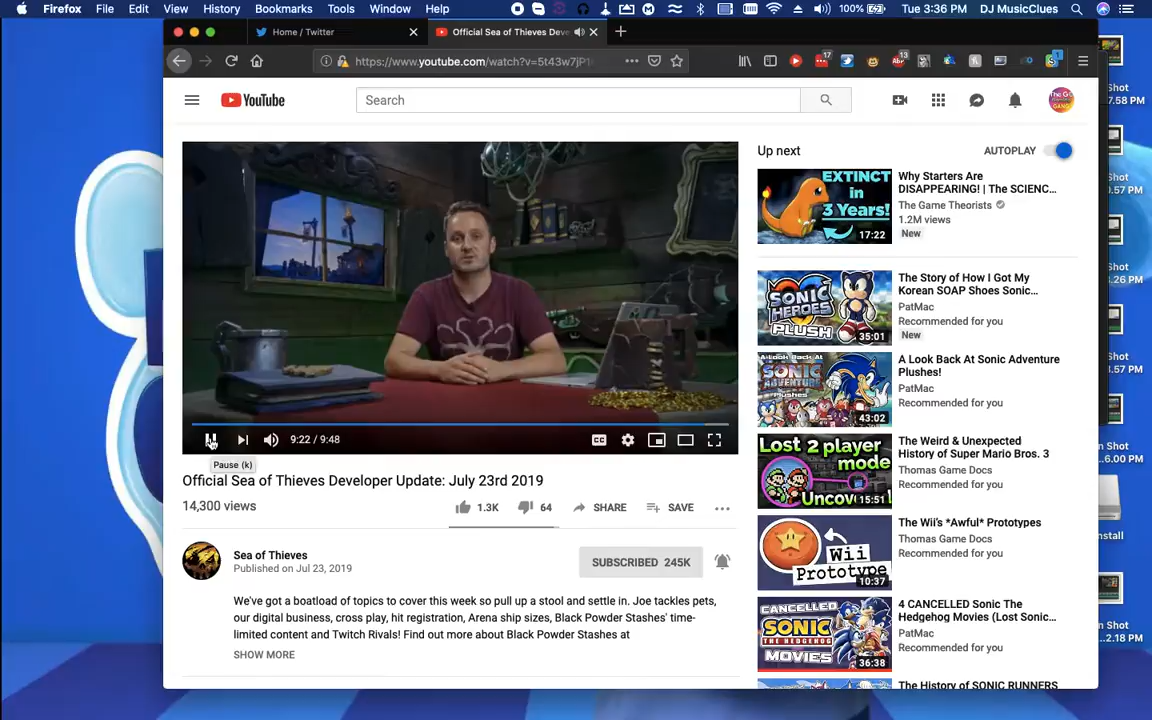 Firefox File Edit View History Bookmarks Tools Window Help 100% Tue 3:36 PM DJ MusicClues
Home / Twitter
Official Sea of Thieves Deve
https://www.youtube.com/watch?v=5t43w7jP1
17
13
1
YouTube
Search
Shot
7.58 PM
Up next
AUTOPLAY
EXTINCT
in
3 Years!
17:22
Why Starters Are
DISAPPEARING! | The SCIENC...
The Game Theorists
1.2M views
New
SONIC
HEROES
PLUSH
35:01
The Story of How I Got My
Korean SOAP Shoes Sonic...
PatMac
Recommended for you
New
A Look Back At
SONIC
ADVENTURE
Plushes
43:02
A Look Back At Sonic Adventure
Plushes!
PatMac
Recommended for you
Lost 2 player
mode
Uncov
15:51
The Weird & Unexpected
History of Super Mario Bros. 3
Thomas Game Docs
Recommended for you
Wii
Prototype
10:37
The Wii's *Awful* Prototypes
Thomas Game Docs
Recommended for you
CANCELLED
SONIC
THE HEDGEHOG
MOVIES
36:38
4 CANCELLED Sonic The
Hedgehog Movies (Lost Sonic...
PatMac
Recommended for you
The History of SONIC RUNNERS
9:22 / 9:48
CC
Pause (k)
Official Sea of Thieves Developer Update: July 23rd 2019
14,300 views
1.3K
64
SHARE
SAVE
Sea of Thieves
Published on Jul 23, 2019
SUBSCRIBED 245K
We've got a boatload of topics to cover this week so pull up a stool and settle in. Joe tackles pets,
our digital business, cross play, hit registration, Arena ship sizes, Black Powder Stashes' time-
limited content and Twitch Rivals! Find out more about Black Powder Stashes at
SHOW MORE
Shot
0.57 PM
Shot
3.26 PM
Shot
3.57 PM
n Shot
...6.00 PM
nstall
n Shot
...2.18 PM